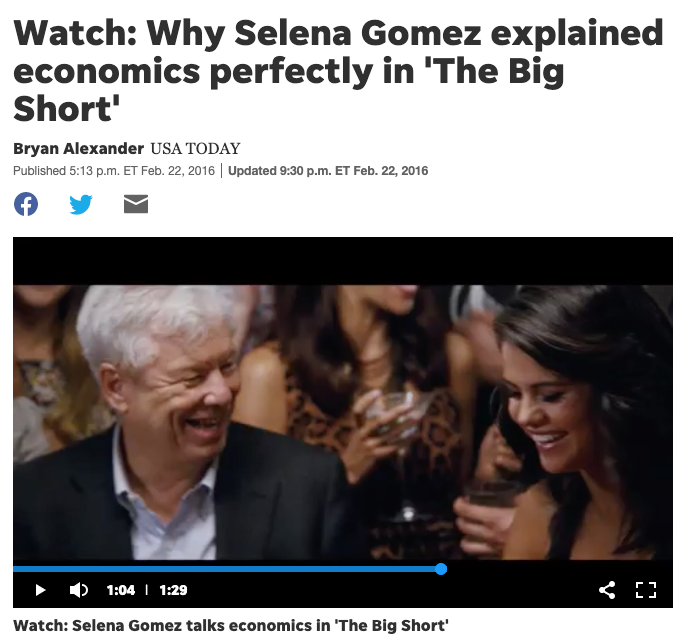 Watch: Why Selena Gomez explained
economics perfectly in 'The Big
Short'
Bryan Alexander USA TODAY
Published 5:13 p.m. ET Feb. 22, 2016 | Updated 9:30 p.m. ET Feb. 22, 2016
1:04 | 1:29
Watch: Selena Gomez talks economics in 'The Big Short'